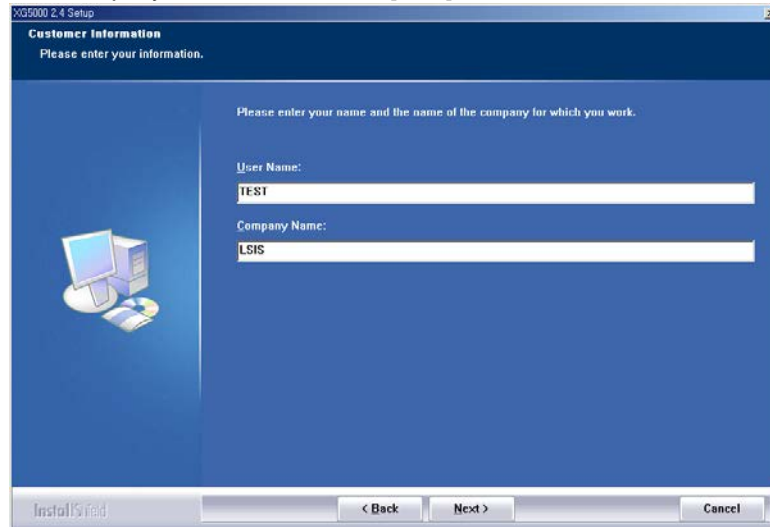 XG5000 2,4 Setup
Customer Information
Please enter your information.
Please enter your name and the name of the company for which you work.
User Name:
TEST
Company Name:
LSIS
InstallShield
< Back
Next >
Cancel